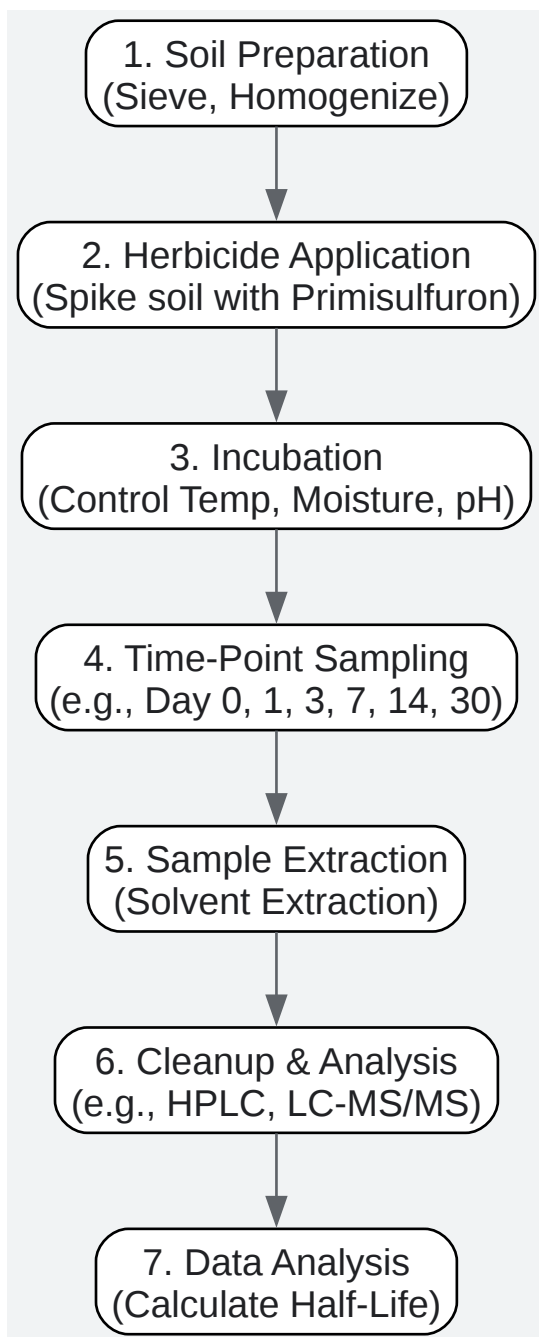 1. Soil Preparation
(Sieve, Homogenize)
2. Herbicide Application
(Spike soil with Primisulfuron)
3. Incubation
(Control Temp, Moisture, pH)
4. Time-Point Sampling
(e.g., Day 0, 1, 3, 7, 14, 30)
5. Sample Extraction
(Solvent Extraction)
6. Cleanup & Analysis
(e.g., HPLC, LC-MS/MS)
7. Data Analysis
(Calculate Half-Life)